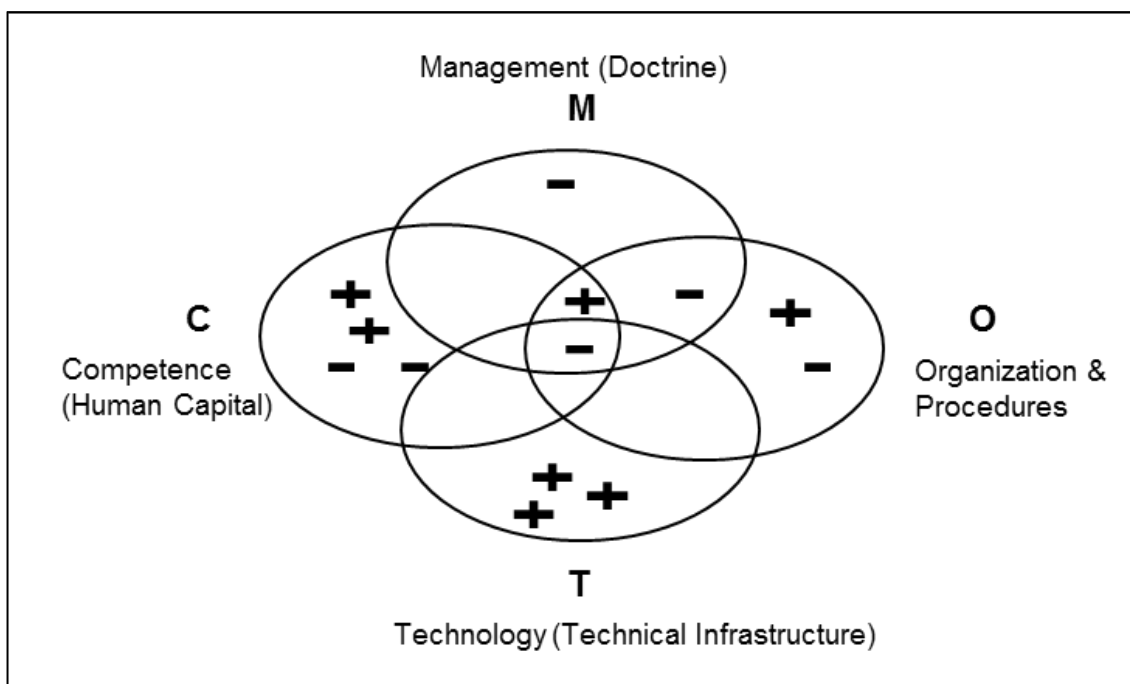 Management (Doctrine)
M
−
+
+
−
−
+
−
−
+
−
C
Competence
(Human Capital)
O
Organization &
Procedures
+
+
+
T
Technology (Technical Infrastructure)